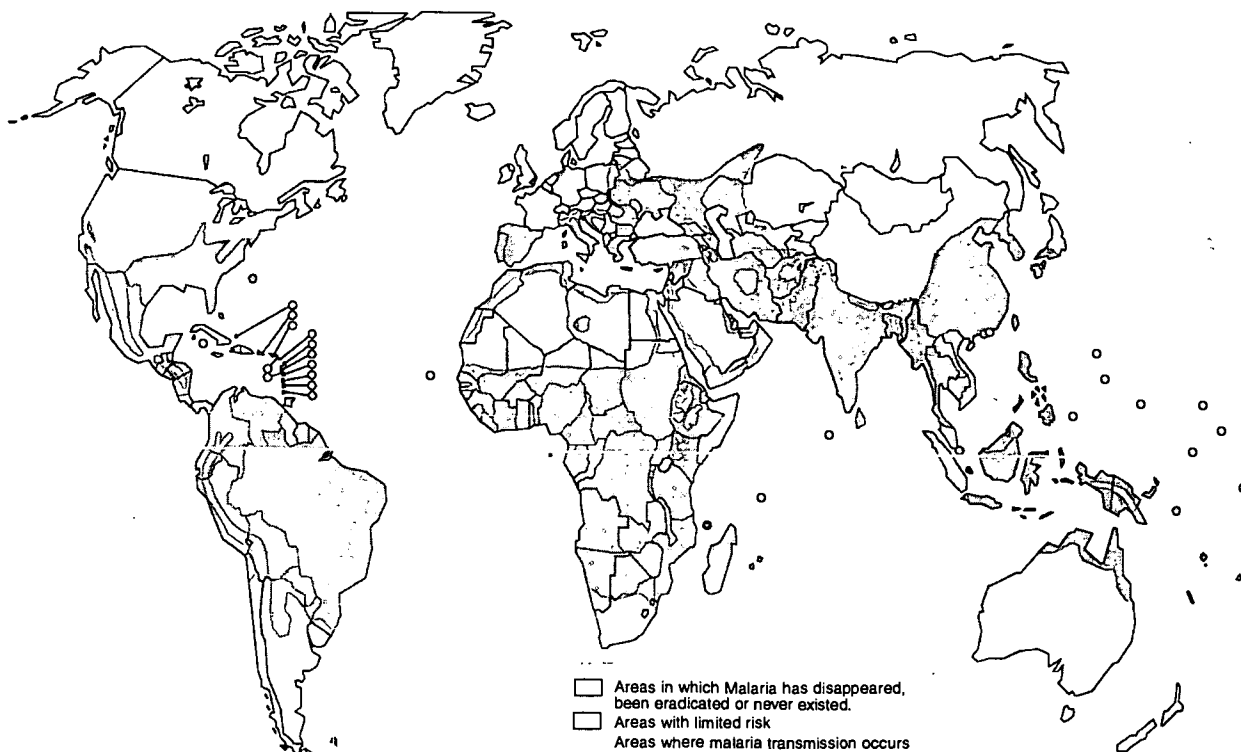 Areas in which Malaria has disappeared,
been eradicated or never existed.
Areas with limited risk
Areas where malaria transmission occurs